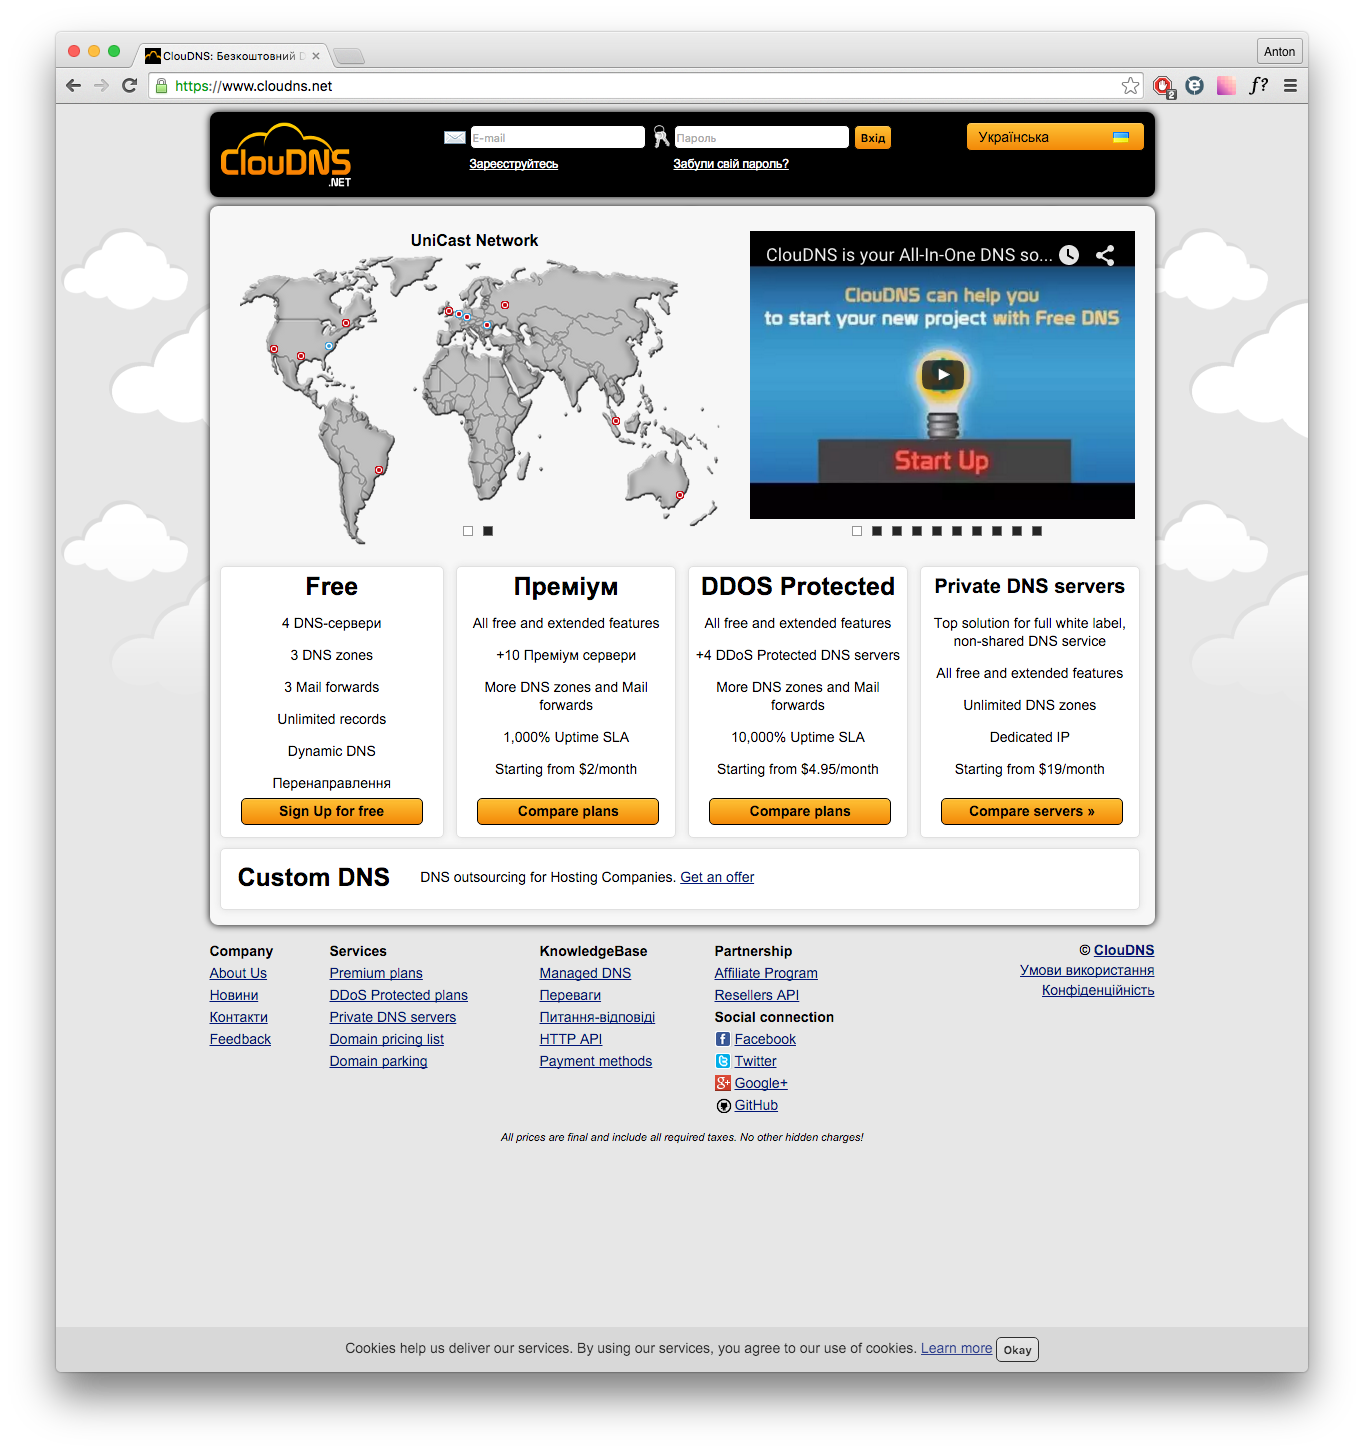 ClouDNS: Безкоштовний
Anton
https://www.cloudns.net
2
f?
ClouDNS
.NET
E-mail
Пароль
Вхід
Українська
Зареєструйтесь
Забули свій пароль?
UniCast Network
ClouDNS is your All-In-One DNS so...
ClouDNS can help you
to start your new project with Free DNS
Start Up
Free
4 DNS-сервери
3 DNS zones
3 Mail forwards
Unlimited records
Dynamic DNS
Перенаправлення
Sign Up for free
Преміум
All free and extended features
+10 Преміум сервери
More DNS zones and Mail
forwards
1,000% Uptime SLA
Starting from $2/month
Compare plans
DDOS Protected
All free and extended features
+4 DDoS Protected DNS servers
More DNS zones and Mail
forwards
10,000% Uptime SLA
Starting from $4.95/month
Compare plans
Private DNS servers
Top solution for full white label,
non-shared DNS service
All free and extended features
Unlimited DNS zones
Dedicated IP
Starting from $19/month
Compare servers »
Custom DNS
DNS outsourcing for Hosting Companies. Get an offer
Company
About Us
Новини
Контакти
Feedback
Services
Premium plans
DDoS Protected plans
Private DNS servers
Domain pricing list
Domain parking
KnowledgeBase
Managed DNS
Переваги
Питання-відповіді
HTTP API
Payment methods
Partnership
Affiliate Program
Resellers API
Social connection
Facebook
Twitter
Google+
GitHub
© ClouDNS
Умови використання
Конфіденційність
All prices are final and include all required taxes. No other hidden charges!
Cookies help us deliver our services. By using our services, you agree to our use of cookies. Learn more Okay